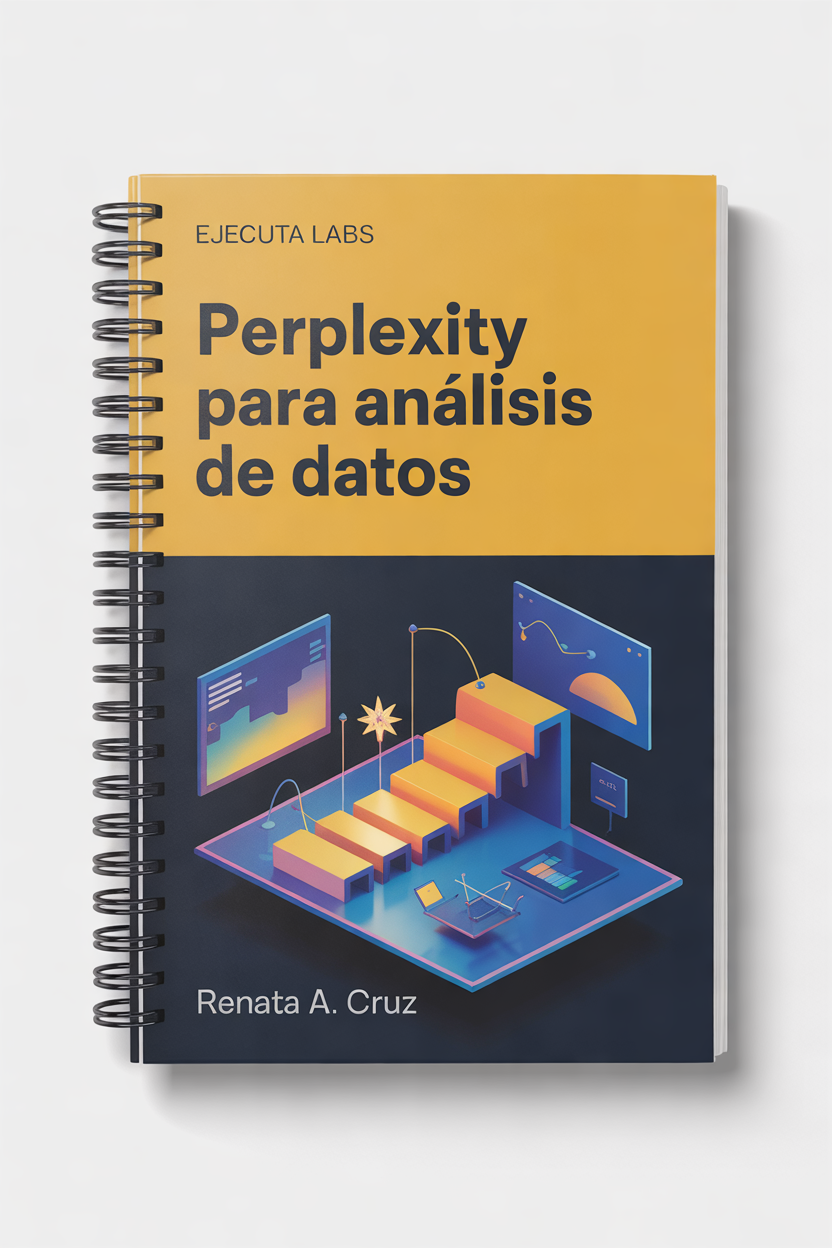 EJECUTA LABS
Perplexity
para análisis
de datos
Renata A. Cruz